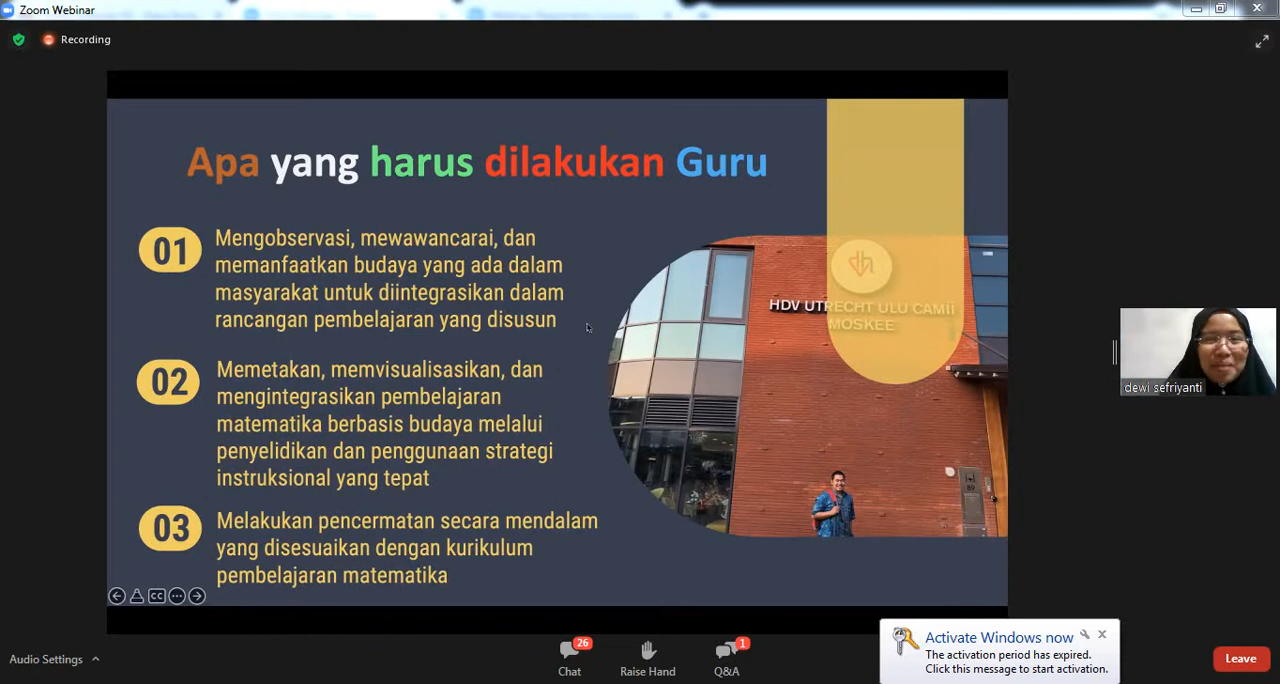 Zoom Webinar
Recording
Apa yang harus dilakukan Guru
01
Mengobservasi, mewawancarai, dan
memanfaatkan budaya yang ada dalam
masyarakat untuk diintegrasikan dalam
rancangan pembelajaran yang disusun
02
Memetakan, memvisualisasikan, dan
mengintegrasikan pembelajaran
matematika berbasis budaya melalui
penyelidikan dan penggunaan strategi
instruksional yang tepat
03
Melakukan pencermatan secara mendalam
yang disesuaikan dengan kurikulum
pembelajaran matematika
HDV UTRECHT ULU CAMİİ
MOSKEE
89
dewi sefriyanti
CC
Audio Settings
26
Chat
Raise Hand
1
Q&A
Activate Windows now
The activation period has expired.
Click this message to start activation.
Leave